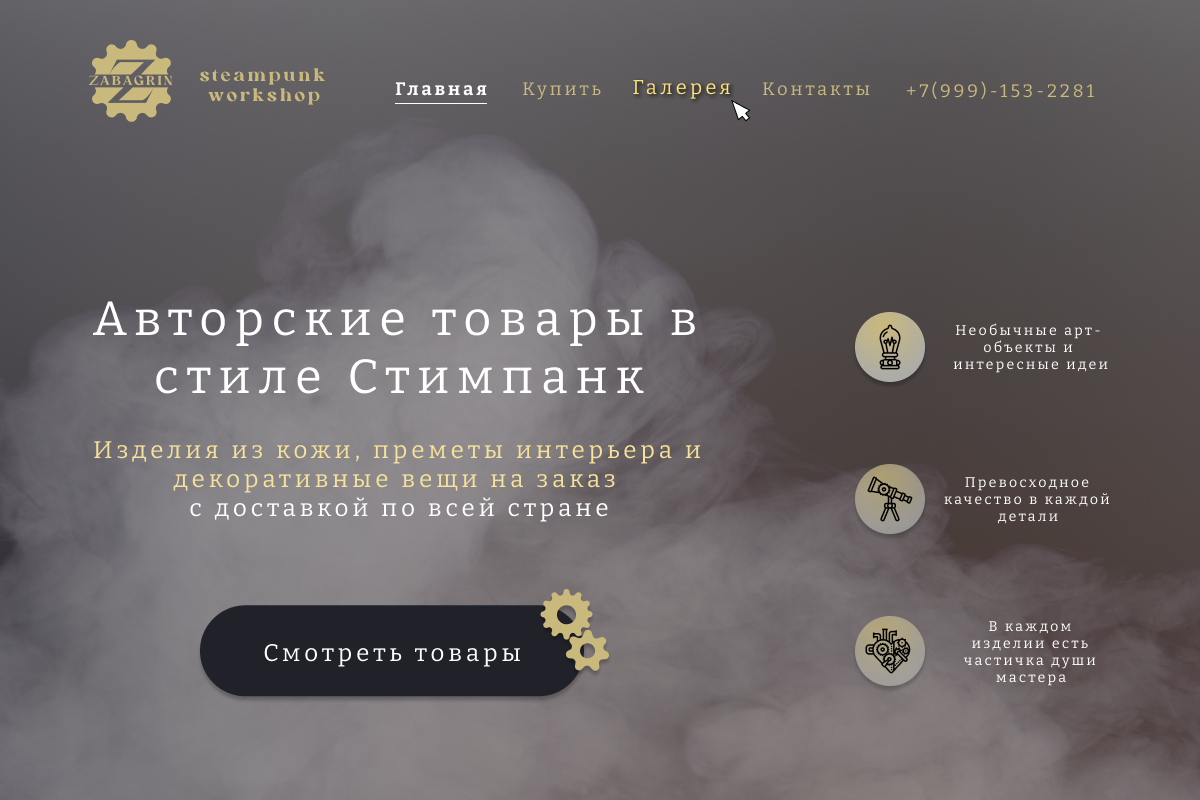 ZABAGRIN
steampunk
workshop
Главная Купить Галерея Контакты +7(999)-153-2281
Авторские товары в
стиле Стимпанк
Изделия из кожи, преметы интерьера и
декоративные вещи на заказ
с доставкой по всей стране
Смотреть товары
Необычные арт-
объекты и
интересные идеи
Превосходное
качество в каждой
детали
В каждом
изделии есть
частичка души
мастера